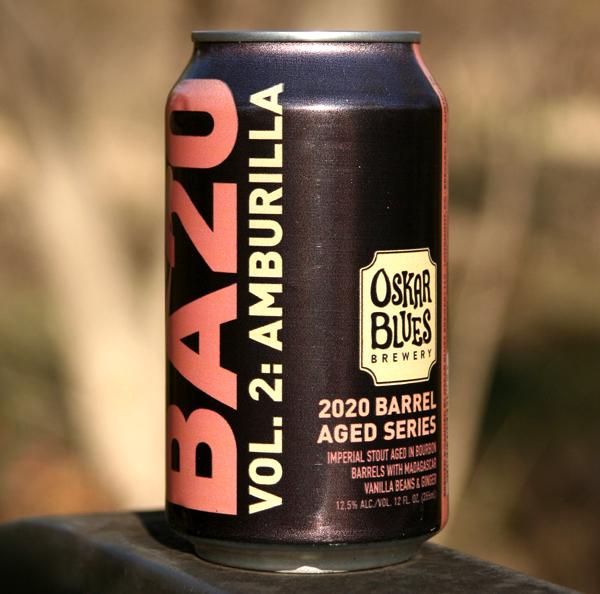 BA20
VOL. 2: AMBURILLA
OSKAR
BLUES
BREWERY
2020 BARREL
AGED SERIES
IMPERIAL STOUT AGED IN BOURBON
BARRELS WITH MADAGASCAR
VANILLA BEANS & GINGER
12.5% ALC./VOL. 12 FL. OZ. (355ml)